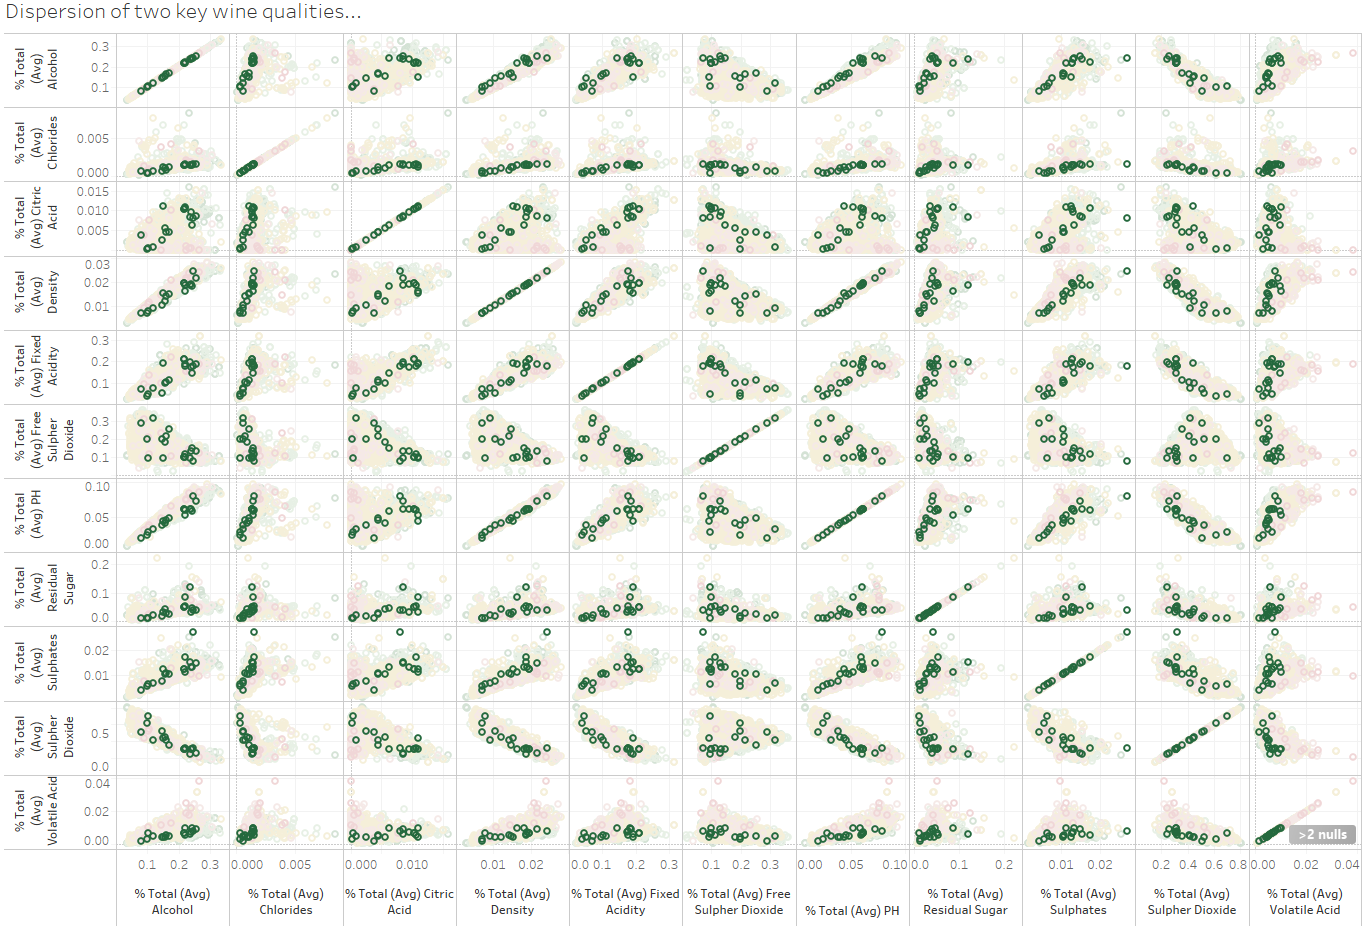 Dispersion of two key wine qualities...
% Total
(Avg)
Alcohol
0.3
0.2
0.1
% Total
(Avg)
Chlorides
0.005
0.000
% Total
(Avg) Citric
Acid
0.015
0.010
0.005
% Total
(Avg)
Density
0.03
0.02
0.01
% Total
(Avg) Fixed
Acidity
0.3
0.2
0.1
% Total
(Avg) Free
Sulpher
Dioxide
0.3
0.2
0.1
% Total
(Avg) PH
0.10
0.05
0.00
% Total
(Avg)
Residual
Sugar
0.2
0.1
0.0
% Total
(Avg)
Sulphates
0.02
0.01
% Total
(Avg)
Sulpher
Dioxide
0.5
0.0
% Total
(Avg)
Volatile Acid
0.04
0.02
0.00
>2 nulls
0.1 0.2 0.3 0.000 0.005 0.000 0.010 0.01 0.02 0.0 0.1 0.2 0.3 0.1 0.2 0.3 0.00 0.05 0.10 0.0 0.1 0.2 0.01 0.02 0.2 0.4 0.6 0.8 0.00 0.02 0.04
% Total (Avg) % Total (Avg) % Total (Avg) Citric % Total (Avg) % Total (Avg) Fixed % Total (Avg) Free % Total (Avg) PH % Total (Avg) % Total (Avg) % Total (Avg) % Total (Avg)
Alcohol Chlorides Acid Density Acidity Sulpher Dioxide Residual Sugar Sulphates Sulpher Dioxide Volatile Acid